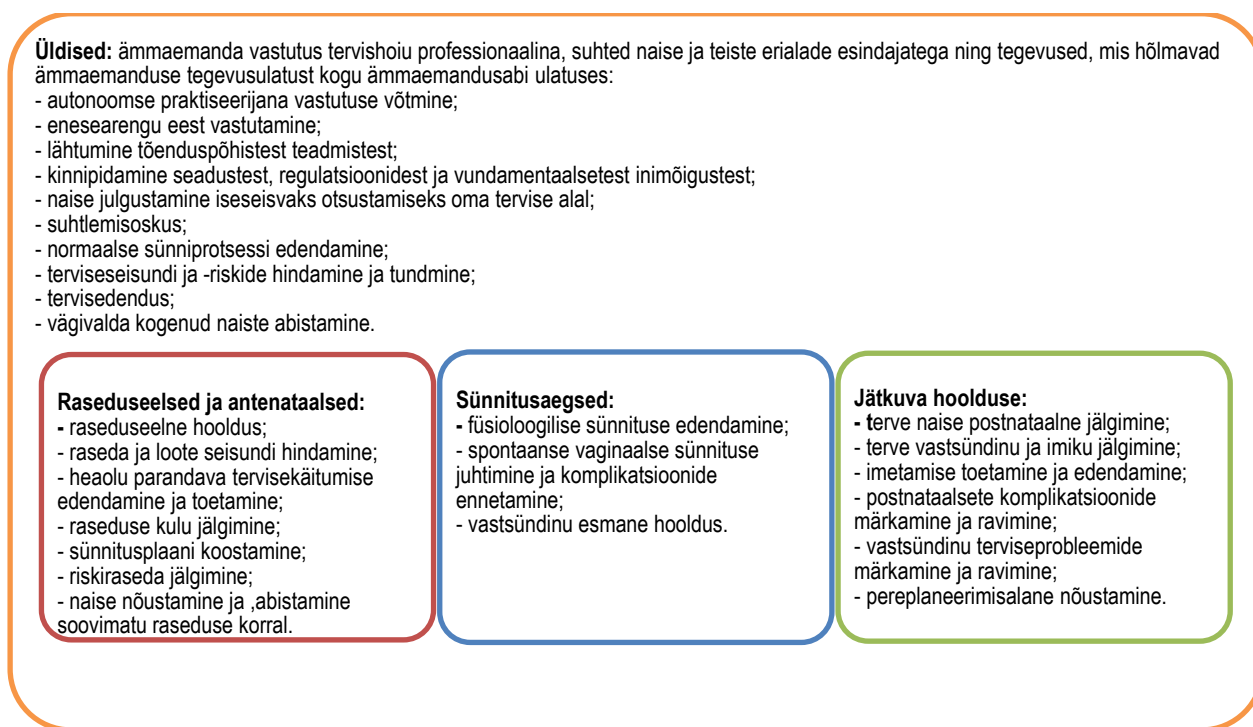 Üldised: ämmaemanda vastutus tervishoiu professionaalina, suhted naise ja teiste erialade esindajatega ning tegevused, mis hõlmavad
ämmaemanduse tegevusulatust kogu ämmaemandusabi ulatuses:
- autonoomse praktiseerijana vastutuse võtmine;
- enesearengu eest vastutamine;
- lähtumine tõenduspõhistest teadmistest;
- kinnipidamine seadustest, regulatsioonidest ja vundamentaalsetest inimõigustest;
- naise julgustamine iseseisvaks otsustamiseks oma tervise alal;
- suhtlemisoskus;
- normaalse sünniprotsessi edendamine;
- terviseseisundi ja -riskide hindamine ja tundmine;
- tervisedendus;
- vägivalda kogenud naiste abistamine.
Raseduseelsed ja antenataalsed:
- raseduseelne hooldus;
- raseda ja loote seisundi hindamine;
- heaolu parandava tervisekäitumise
edendamine ja toetamine;
- raseduse kulu jälgimine;
- sünnitusplaani koostamine;
- riskiraseda jälgimine;
- naise nõustamine ja ,abistamine
soovimatu raseduse korral.
Sünnitusaegsed:
- füsioloogilise sünnituse edendamine;
- spontaanse vaginaalse sünnituse
juhtimine ja komplikatsioonide
ennetamine;
- vastsündinu esmane hooldus.
Jätkuva hoolduse:
- terve naise postnataalne jälgimine;
- terve vastsündinu ja imiku jälgimine;
- imetamise toetamine ja edendamine;
- postnataalsete komplikatsioonide
märkamine ja ravimine;
- vastsündinu terviseprobleemide
märkamine ja ravimine;
- pereplaneerimisalane nõustamine.